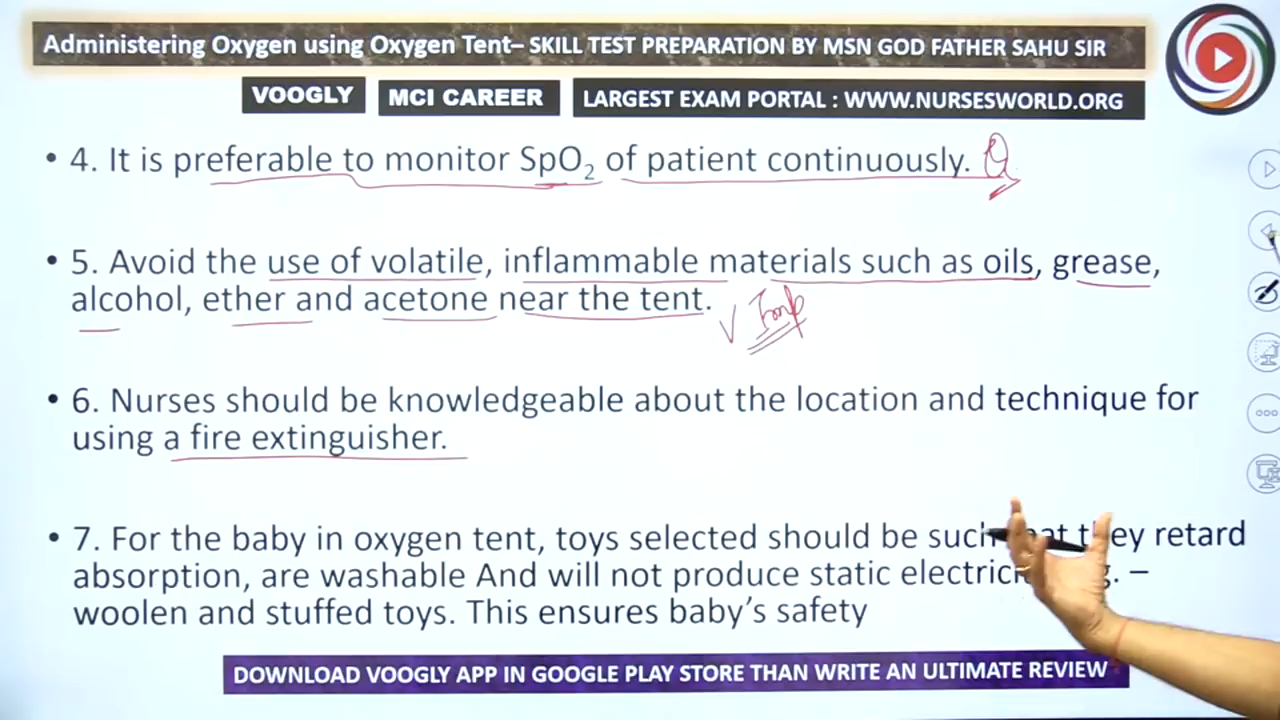 Administering Oxygen using Oxygen Tent– SKILL TEST PREPARATION BY MSN GOD FATHER SAHU SIR
VOOGLY MCI CAREER LARGEST EXAM PORTAL : WWW.NURSESWORLD.ORG
• 4. It is preferable to monitor SpO₂ of patient continuously. Q
• 5. Avoid the use of volatile, inflammable materials such as oils, grease,
alcohol, ether and acetone near the tent. Imp
• 6. Nurses should be knowledgeable about the location and technique for
using a fire extinguisher.
• 7. For the baby in oxygen tent, toys selected should be such they retard
absorption, are washable And will not produce static –
woolen and stuffed toys. This ensures baby's safety
DOWNLOAD VOOGLY APP IN GOOGLE PLAY STORE THAN WRITE AN ULTIMATE REVIEW